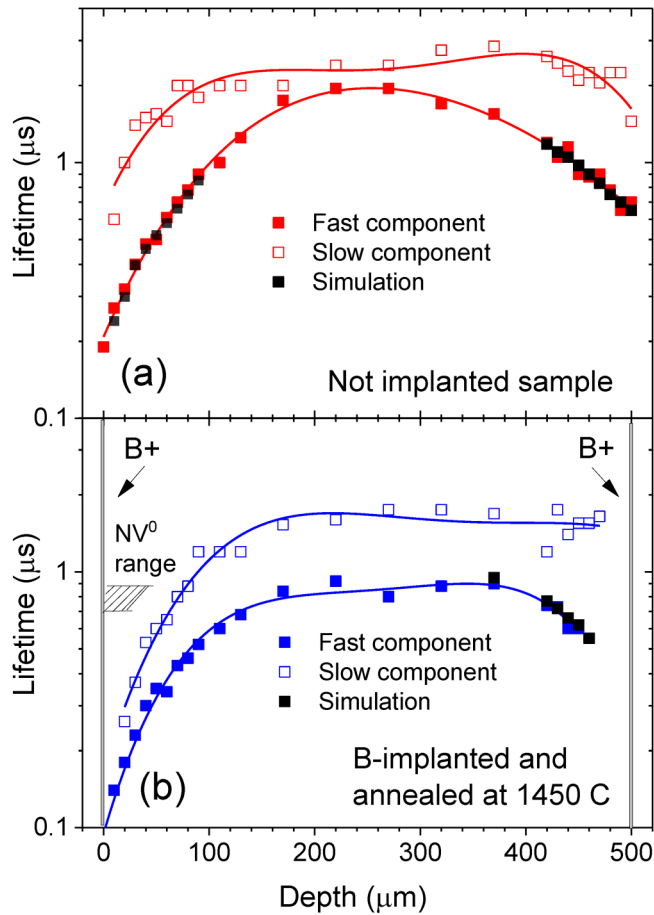 Lifetime (μs)
1
Fast component
Slow component
Simulation
(a)
Not implanted sample
0.1
B+
B+
NV⁰
range
Lifetime (μs)
1
Fast component
Slow component
Simulation
(b)
B-implanted and
annealed at 1450 C
0.1
0 100 200 300 400 500
Depth (μm)